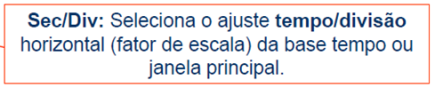 Sec/Div: Seleciona o ajuste tempo/divisão
horizontal (fator de escala) da base tempo ou
janela principal.